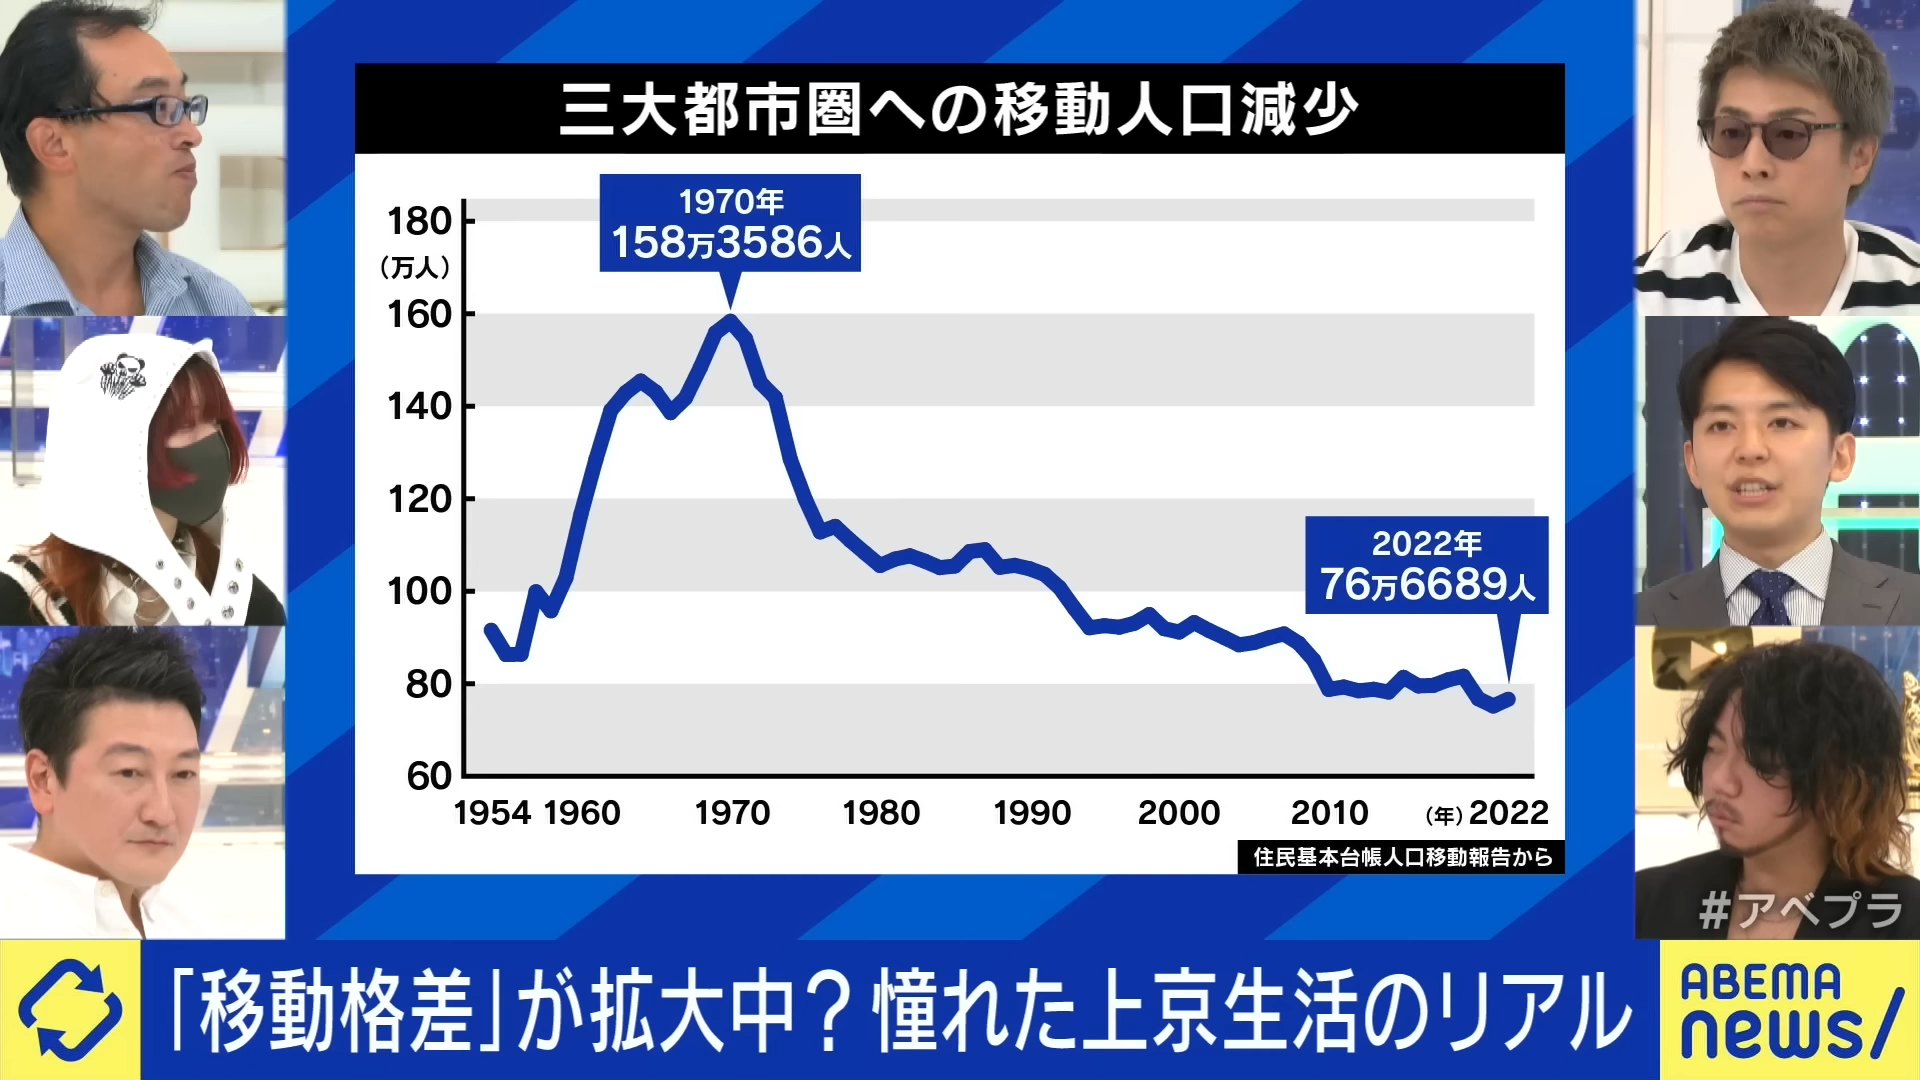 三大都市圏への移動人口減少
1970年
158万3586人
180
(万人)
160
140
120
100
80
60
2022年
76万6689人
1954 1960 1970 1980 1990 2000 2010 (年) 2022
住民基本台帳人口移動報告から
#アベプラ
「移動格差」が拡大中?憧れた上京生活のリアル
ABEMA
news/